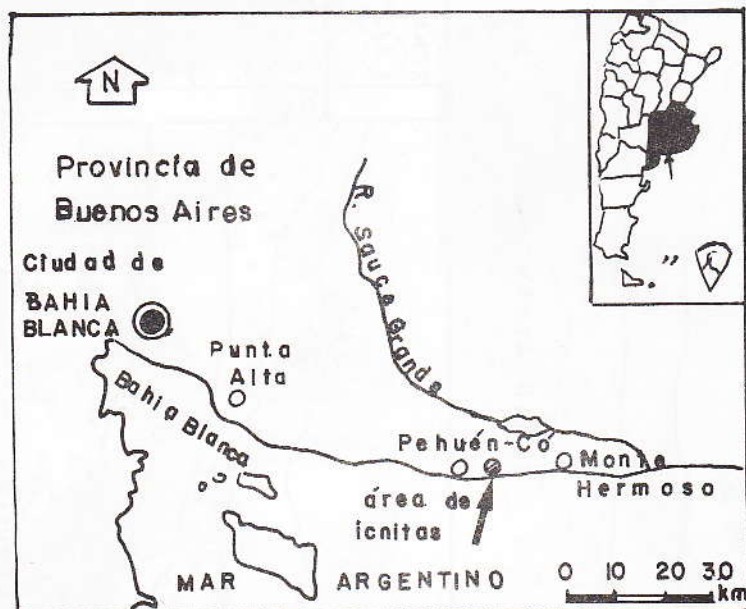 N
Provincia de
Buenos Aires
Ciudad de
BAHIA
BLANCA
Punta
Alta
Bahia Blanca
R. Sauce Grande
Pehuén-Có
Monte
Hermoso
área de
icnitas
MAR ARGENTINO
0 10 20 30
km